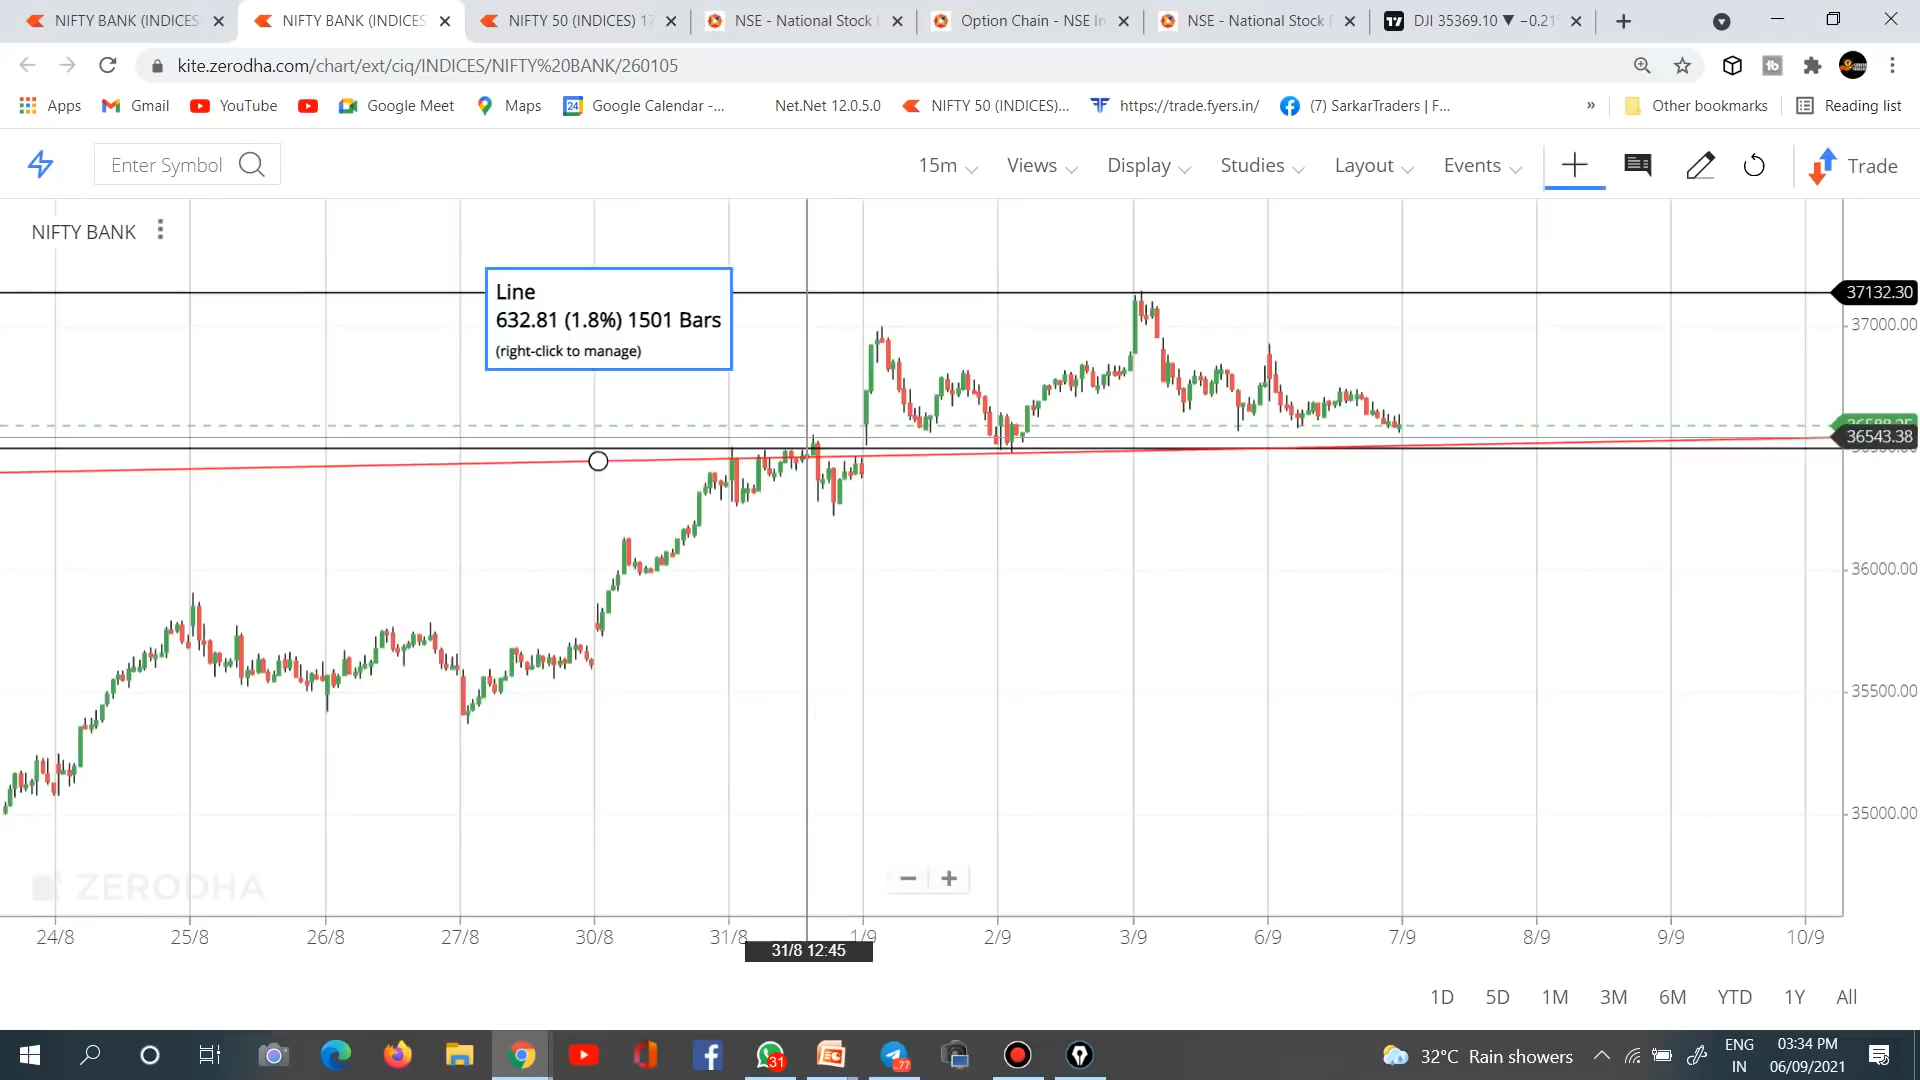 NIFTY BANK (INDICES
NIFTY BANK (INDICES
NIFTY 50 (INDICES) 17
NSE - National Stock
Option Chain - NSE In
NSE - National Stock
DJI 35369.10 ▼ −0.21
kite.zerodha.com/chart/ext/ciq/INDICES/NIFTY%20BANK/260105
Apps
Gmail
YouTube
Google Meet
Maps
24
Google Calendar -...
Net.Net 12.0.5.0
NIFTY 50 (INDICES)...
https://trade.fyers.in/
(7) SarkarTraders | F...
»
Other bookmarks
Reading list
Enter Symbol
15m
Views
Display
Studies
Layout
Events
Trade
NIFTY BANK
Line
632.81 (1.8%) 1501 Bars
(right-click to manage)
37132.30
37000.00
36543.38
36000.00
35500.00
35000.00
ZERODHA
24/8
25/8
26/8
27/8
30/8
31/8
1/9
2/9
3/9
6/9
7/9
8/9
9/9
10/9
31/8 12:45
1D
5D
1M
3M
6M
YTD
1Y
All
31
77
32°C Rain showers
ENG
IN
03:34 PM
06/09/2021